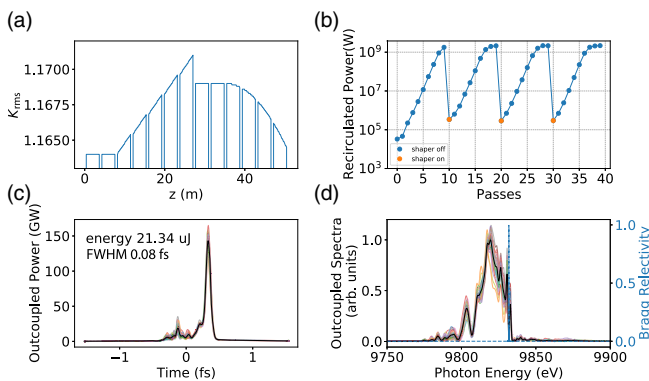 (a)
1.1700
1.1675
1.1650
K_rms
0
20
40
z (m)
(b)
10^9
10^7
10^5
10^3
Recirculated Power(W)
shaper off
shaper on
0 5 10 15 20 25 30 35 40
Passes
(c)
150
100
50
0
Outcoupled Power (GW)
energy 21.34 uJ
FWHM 0.08 fs
−1
0
1
Time (fs)
(d)
1.0
0.5
0.0
Outcoupled Spectra
(arb. units)
1.0
0.5
0.0
Bragg Relectivity
9750
9800
9850
9900
Photon Energy (eV)